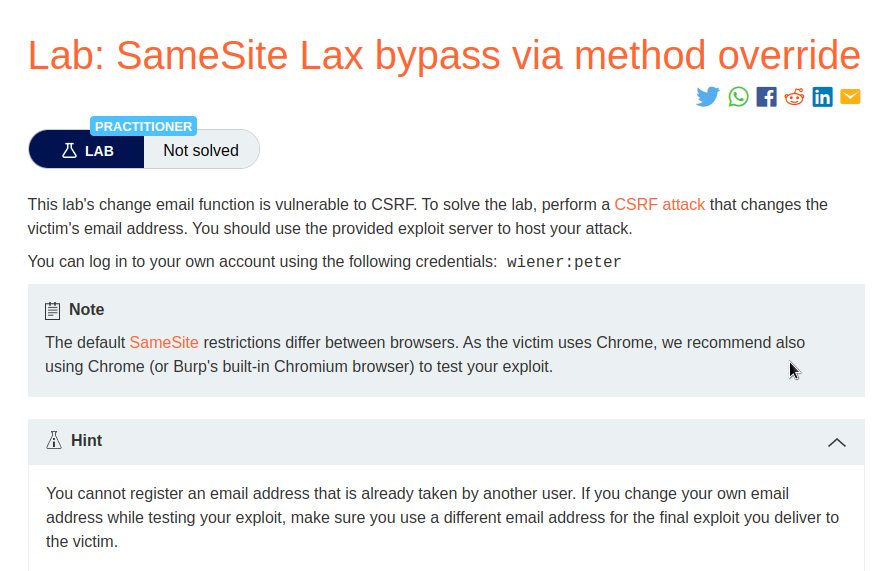 Lab: SameSite Lax bypass via method override
PRACTITIONER
LAB
Not solved
This lab's change email function is vulnerable to CSRF. To solve the lab, perform a CSRF attack that changes the
victim's email address. You should use the provided exploit server to host your attack.
You can log in to your own account using the following credentials: wiener:peter
Note
The default SameSite restrictions differ between browsers. As the victim uses Chrome, we recommend also
using Chrome (or Burp's built-in Chromium browser) to test your exploit.
Hint
You cannot register an email address that is already taken by another user. If you change your own email
address while testing your exploit, make sure you use a different email address for the final exploit you deliver to
the victim.